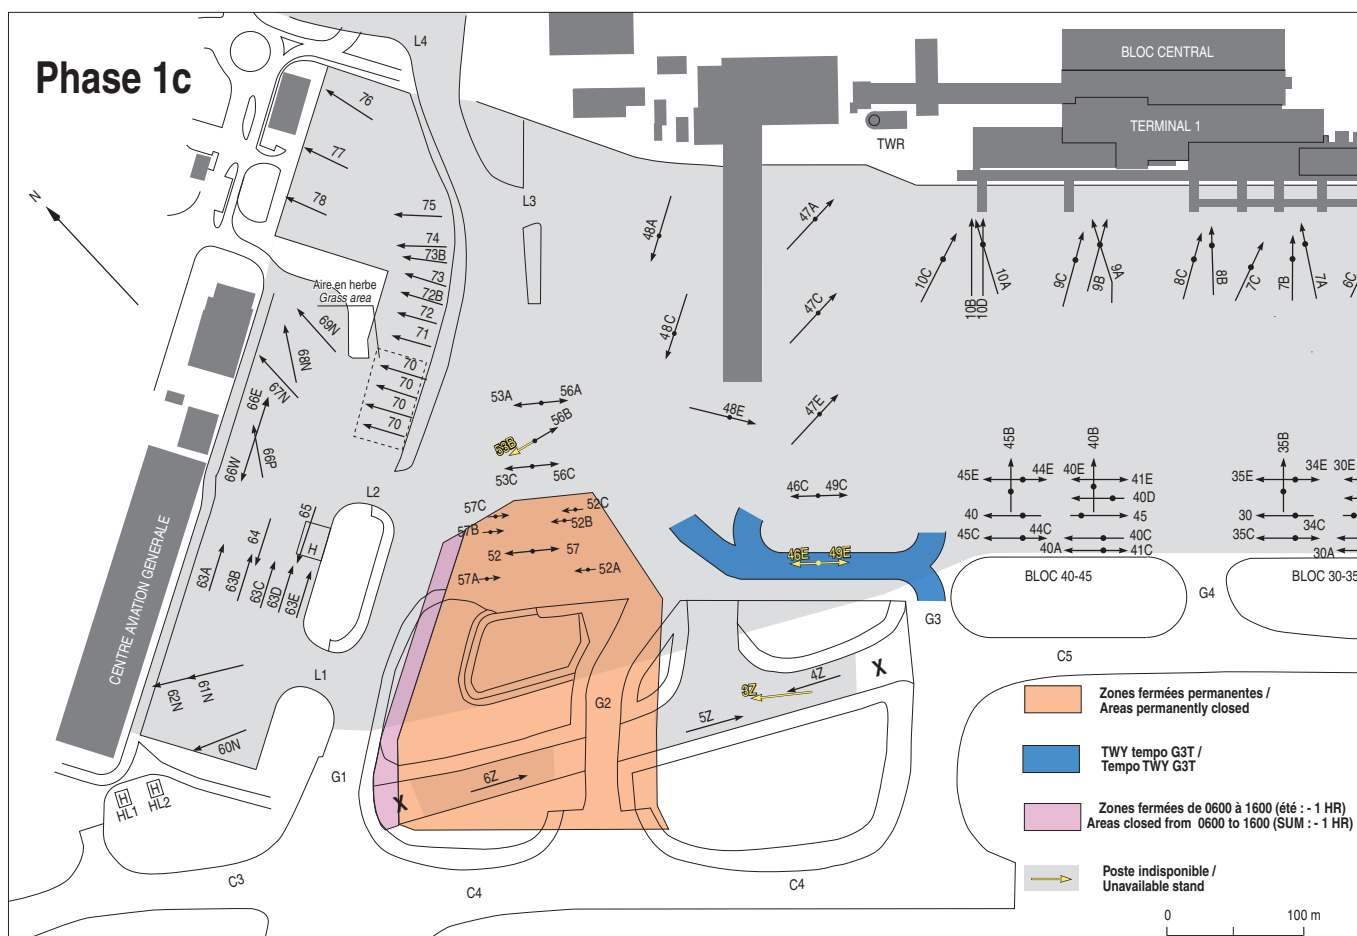 Phase 1c
L4
BLOC CENTRAL
TERMINAL 1
TWR
N
76
77
78
75
74
73B
73
72B
72
71
70
70
70
70
L3
48A
47A
48C
47C
48E
47E
10C
10B
10D
10A
9C
9B
9A
8C
8B
7C
7B
7A
6C
Aire en herbe
Grass area
69N
68N
67N
66E
66W
66P
53A
56A
56B
53B
53C
56C
46C
49C
46E
49E
45B
45E
44E
40
45C
44C
40B
40E
41E
40D
45
40C
40A
41C
35B
35E
34E
30E
30
34C
35C
30A
BLOC 40-45
BLOC 30-35
G4
G3
C5
L2
65
64
H
63A
63B
63C
63D
63E
57C
57B
52
57A
52C
52B
57
52A
CENTRE AVIATION GENERALE
L1
62N
61N
60N
G1
G2
3Z
4Z
5Z
6Z
X
X
H
H
HL1
HL2
C3
C4
C4
Zones fermées permanentes /
Areas permanently closed
TWY tempo G3T /
Tempo TWY G3T
Zones fermées de 0600 à 1600 (été : - 1 HR)
Areas closed from 0600 to 1600 (SUM : - 1 HR)
Poste indisponible /
Unavailable stand
0
100 m